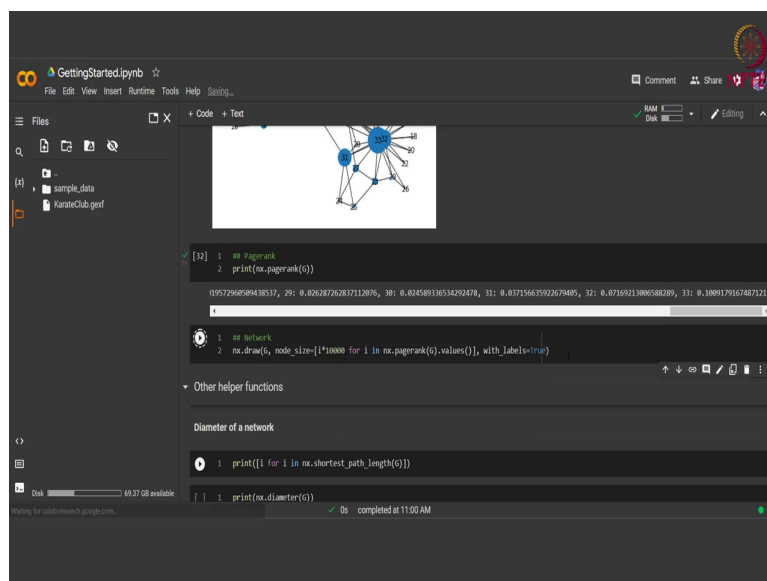 GettingStarted.ipynb
File Edit View Insert Runtime Tools Help Saving...
Comment Share
Files
+ Code + Text
RAM
Disk
Editing
{x}
..
sample_data
KarateClub.gexf
18
20
22
31
3332
29
26
24
26
[32] 1 ## Pagerank
2 print(nx.pagerank(G))
19572960509438537, 29: 0.026287262837112076, 30: 0.024589336534292478, 31: 0.037156635922679405, 32: 0.07169213006588289, 33: 0.1009179167487121
1 ## Network
2 nx.draw(G, node_size=[i*10000 for i in nx.pagerank(G).values()], with_labels=True)
Other helper functions
Diameter of a network
1 print([i for i in nx.shortest_path_length(G)])
[ ] 1 print(nx.diameter(G))
Disk 69.37 GB available
Waiting for colab.research.google.com...
0s completed at 11:00 AM